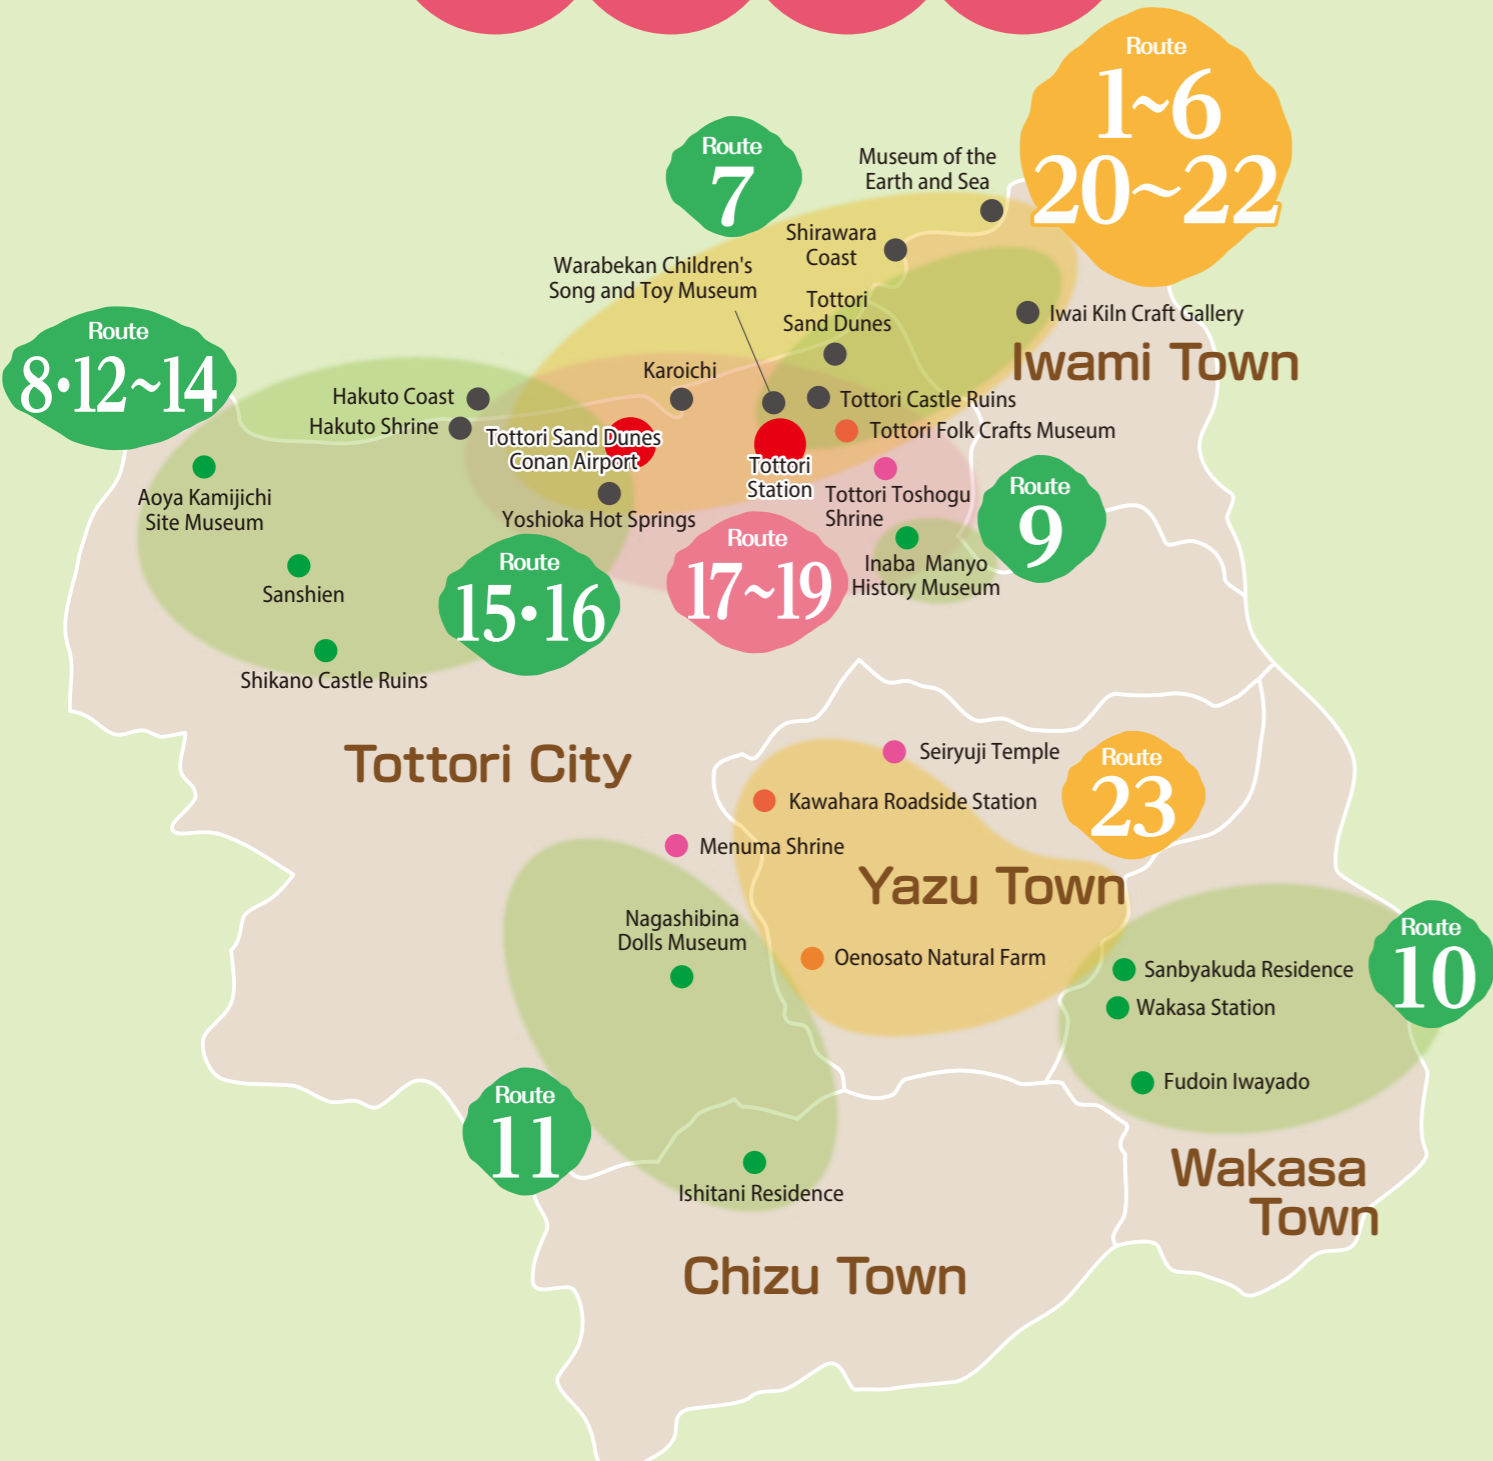 Route
1~6
20~22
Route
7
Museum of the
Earth and Sea
Shirawara
Coast
Warabekan Children's
Song and Toy Museum
Tottori
Sand Dunes
Iwai Kiln Craft Gallery
Iwami Town
Route
8·12~14
Karoichi
Hakuto Coast
Hakuto Shrine
Tottori Castle Ruins
Tottori Folk Crafts Museum
Tottori Sand Dunes
Conan Airport
Tottori
Station
Tottori Toshogu
Shrine
Aoya Kamijichi
Site Museum
Yoshioka Hot Springs
Route
9
Route
15·16
Route
17~19
Inaba Manyo
History Museum
Sanshien
Shikano Castle Ruins
Tottori City
Seiryuji Temple
Route
23
Kawahara Roadside Station
Menuma Shrine
Yazu Town
Nagashibina
Dolls Museum
Oenosato Natural Farm
Route
10
Sanbyakuda Residence
Wakasa Station
Fudoin Iwayado
Route
11
Ishitani Residence
Wakasa
Town
Chizu Town